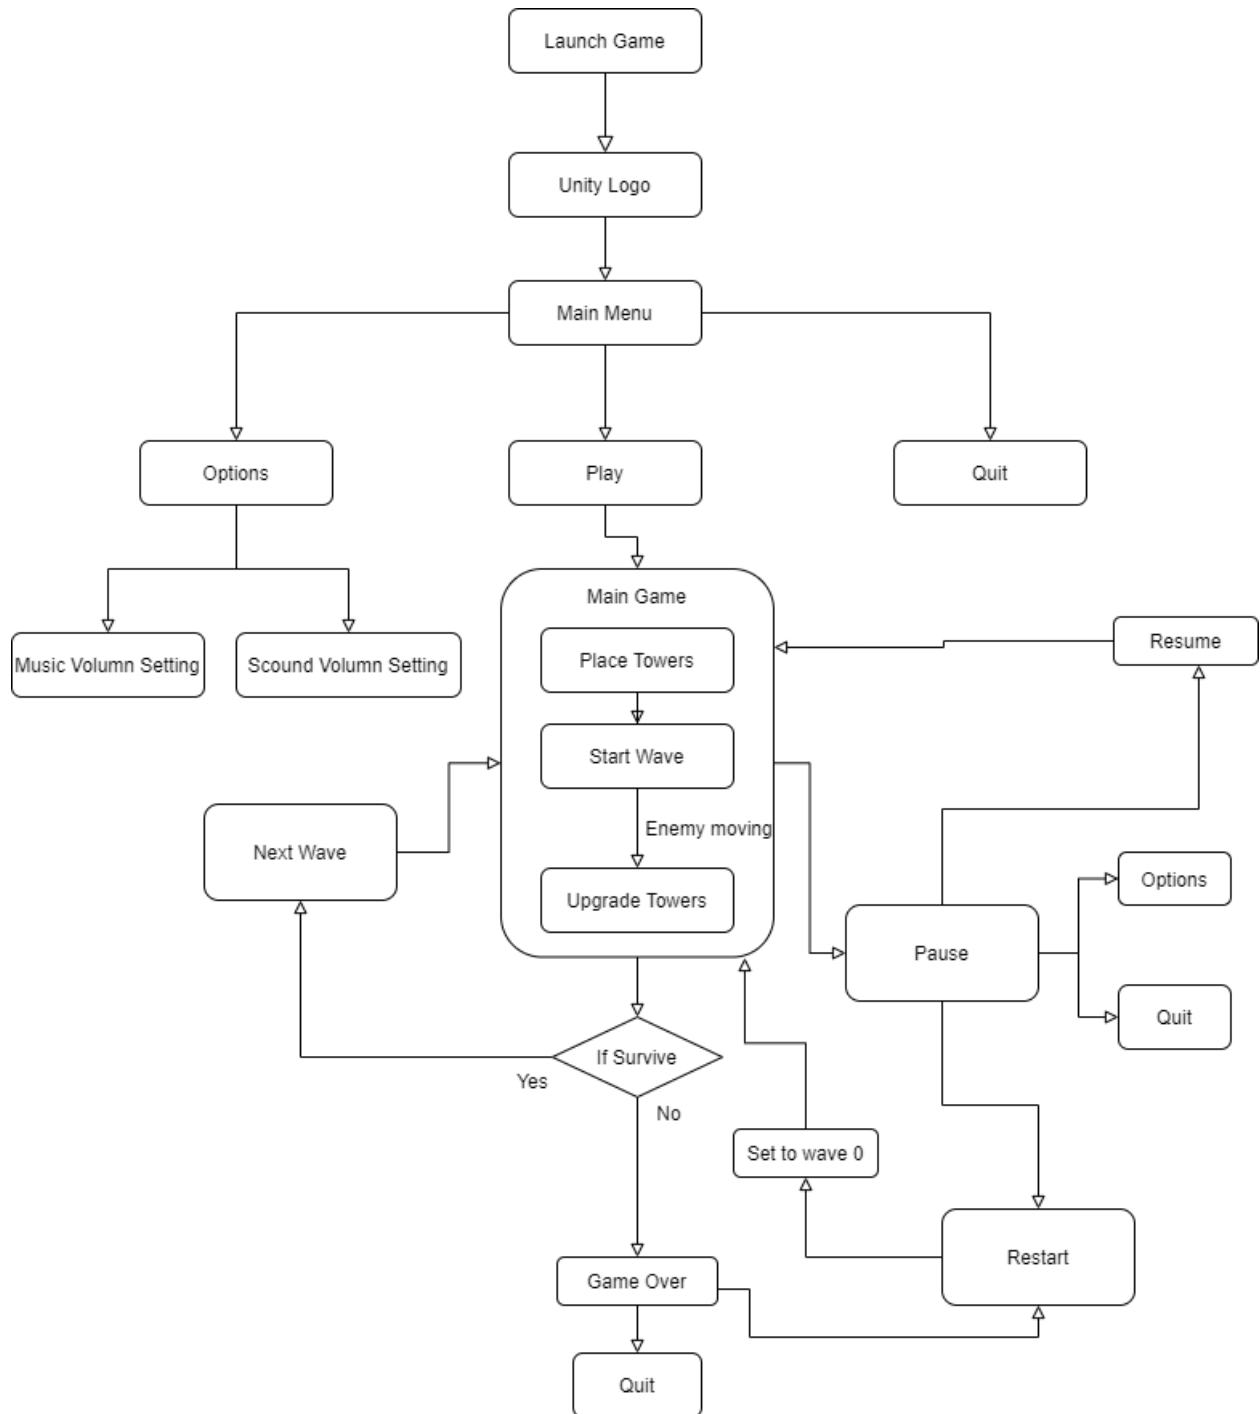 Launch Game
Unity Logo
Main Menu
Options
Play
Quit
Main Game
Music Volumn Setting
Scound Volumn Setting
Place Towers
Resume
Start Wave
Enemy moving
Next Wave
Upgrade Towers
Options
Pause
Quit
If Survive
Yes
No
Set to wave 0
Restart
Game Over
Quit